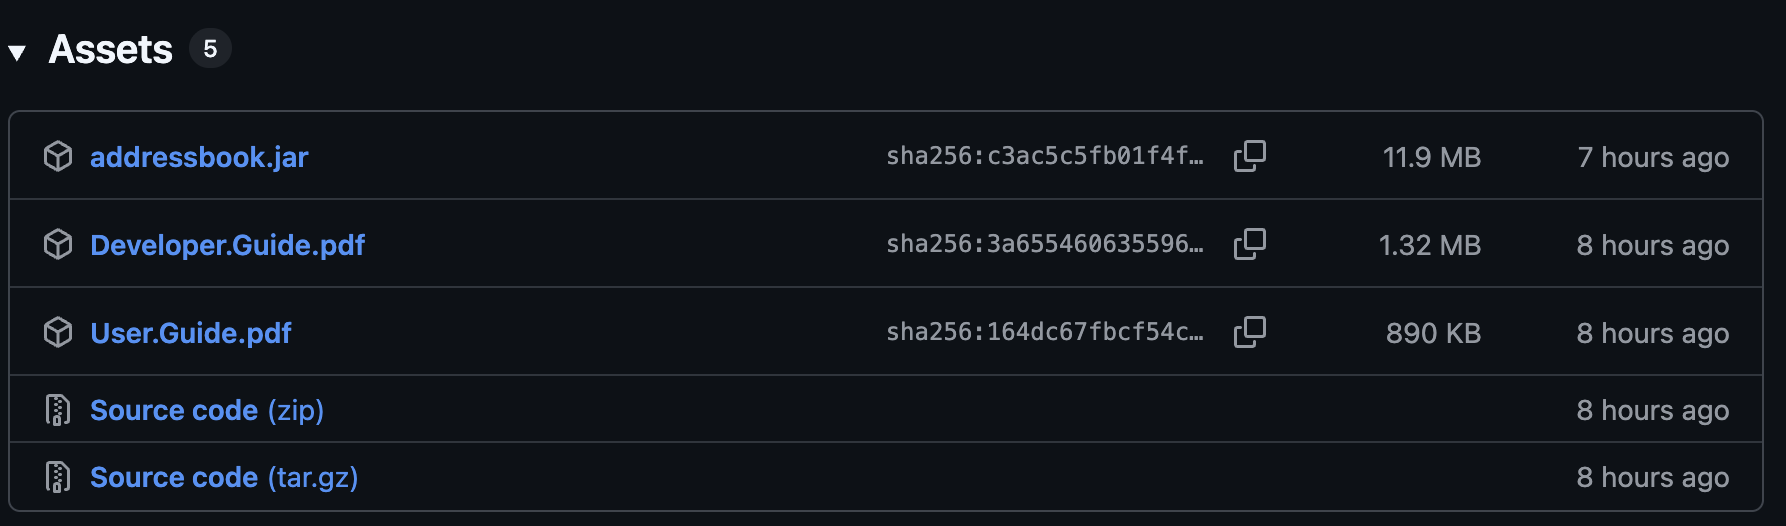 Assets 5
addressbook.jar sha256:c3ac5c5fb01f4f… 11.9 MB 7 hours ago
Developer.Guide.pdf sha256:3a655460635596… 1.32 MB 8 hours ago
User.Guide.pdf sha256:164dc67fbcf54c… 890 KB 8 hours ago
Source code (zip) 8 hours ago
Source code (tar.gz) 8 hours ago